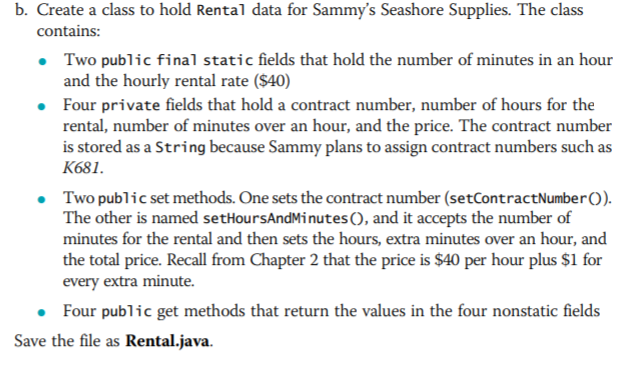 b. Create a class to hold Rental data for Sammy’s Seashore Supplies. The class
contains:
• Two public final static fields that hold the number of minutes in an hour
and the hourly rental rate ($40)
• Four private fields that hold a contract number, number of hours for the
rental, number of minutes over an hour, and the price. The contract number
is stored as a String because Sammy plans to assign contract numbers such as
K681.
• Two public set methods. One sets the contract number (setContractNumber()).
The other is named setHoursAndMinutes(), and it accepts the number of
minutes for the rental and then sets the hours, extra minutes over an hour, and
the total price. Recall from Chapter 2 that the price is $40 per hour plus $1 for
every extra minute.
• Four public get methods that return the values in the four nonstatic fields
Save the file as Rental.java.